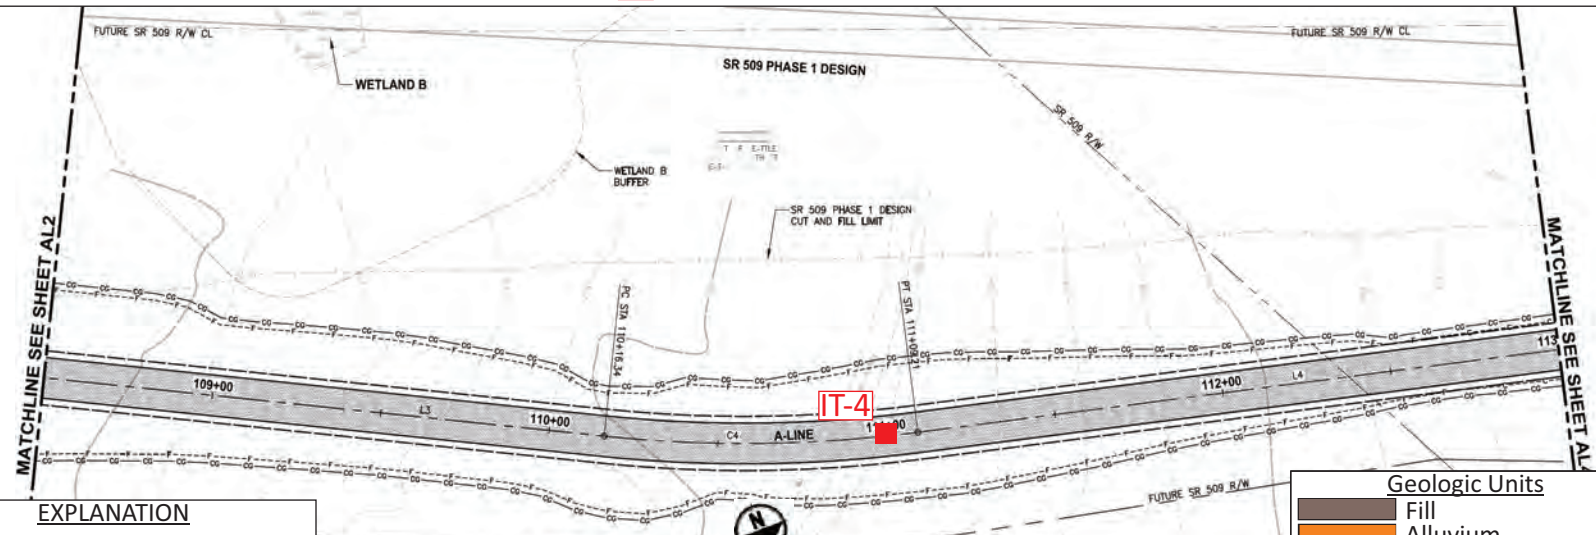 FUTURE SR 509 R/W CL
FUTURE SR 509 R/W CL
WETLAND B
SR 509 PHASE 1 DESIGN
SR 509 R/W
WETLAND B
BUFFER
SR 509 PHASE 1 DESIGN
CUT AND FILL LIMIT
MATCHLINE SEE SHEET AL2
MATCHLINE SEE SHEET AL
PC STA 110+16.34
PT STA 111+09.21
109+00
L3
110+00
C4
A-LINE
IT-4
112+00
L4
113
CG
F
N
FUTURE SR 509 R/W
EXPLANATION
Geologic Units
Fill
Alluvium